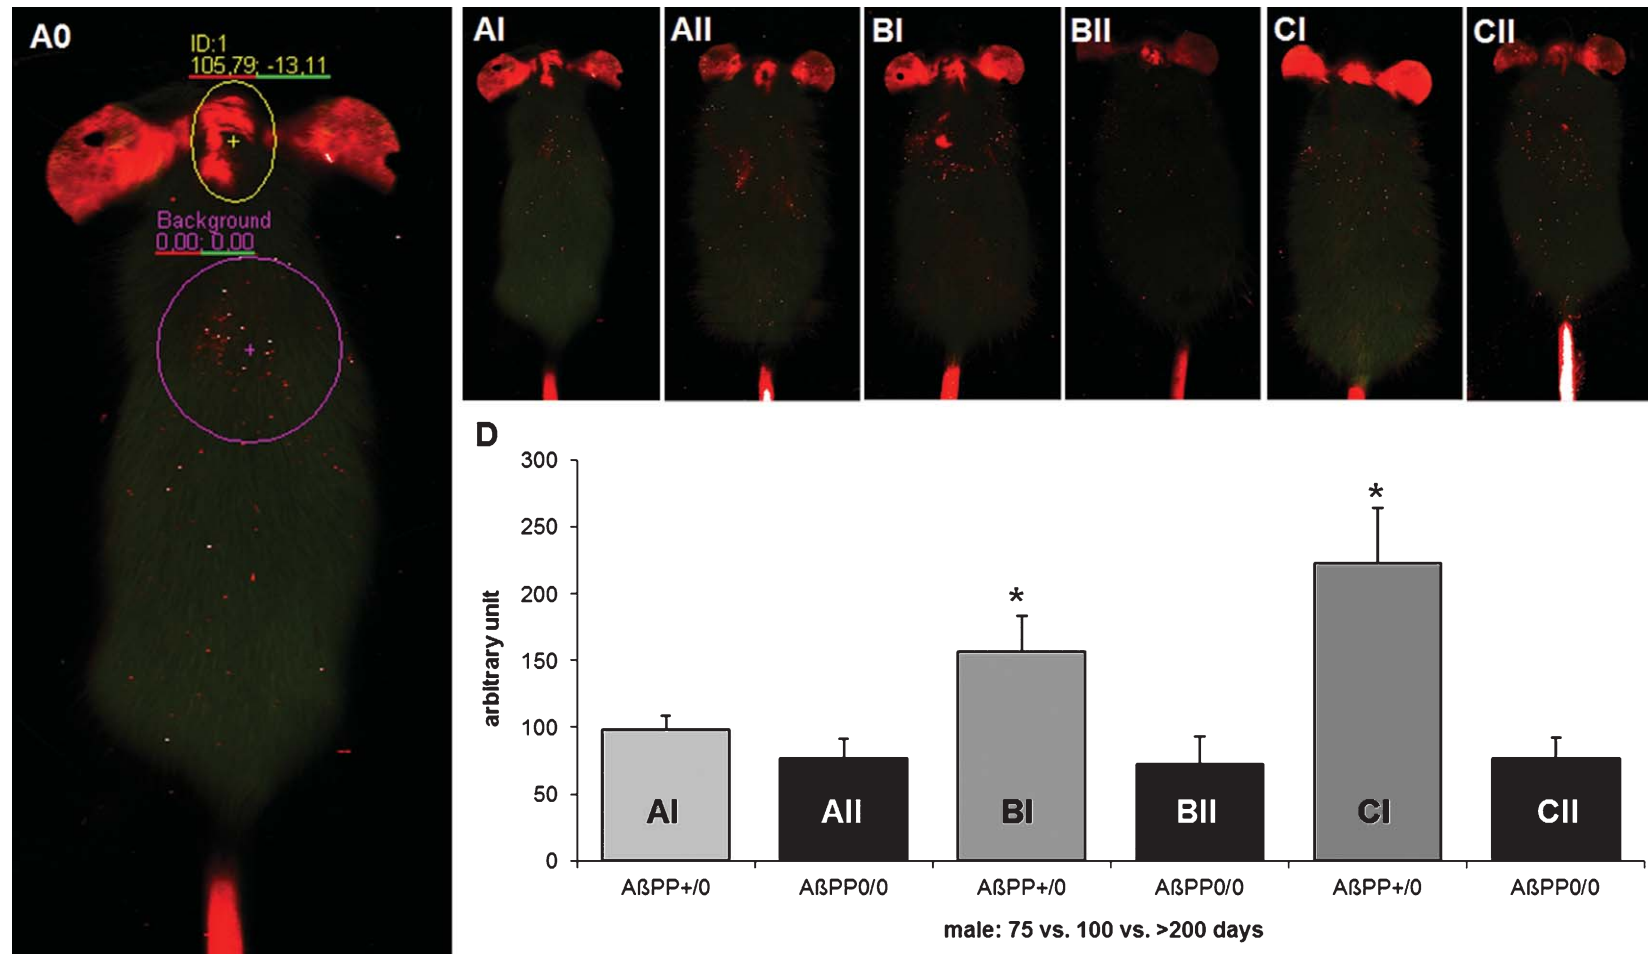 A0
ID:1
105,79; -13,11
Background
0,00; 0,00
AI
AII
BI
BII
CI
CII
D
300
250
200
150
100
50
0
arbitrary unit
*
*
AI
AII
BI
BII
CI
CII
AßPP+/0
AßPP0/0
AßPP+/0
AßPP0/0
AßPP+/0
AßPP0/0
male: 75 vs. 100 vs. >200 days